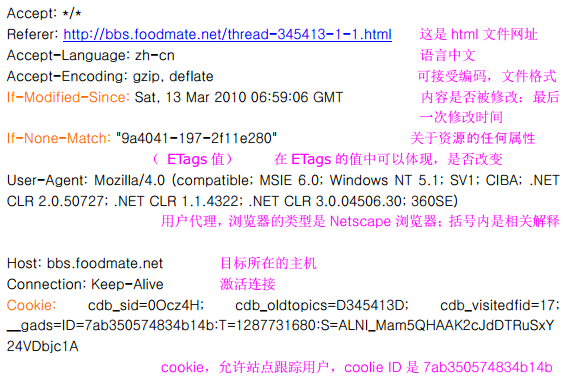 Accept: */*
Referer: http://bbs.foodmate.net/thread-345413-1-1.html 这是 html 文件网址
Accept-Language: zh-cn 语言中文
Accept-Encoding: gzip, deflate 可接受编码，文件格式
If-Modified-Since: Sat, 13 Mar 2010 06:59:06 GMT 内容是否被修改：最后
一次修改时间
If-None-Match: "9a4041-197-2f11e280" 关于资源的任何属性
（ ETags 值） 在 ETags 的值中可以体现，是否改变
User-Agent: Mozilla/4.0 (compatible; MSIE 6.0; Windows NT 5.1; SV1; CIBA; .NET
CLR 2.0.50727; .NET CLR 1.1.4322; .NET CLR 3.0.04506.30; 360SE)
用户代理，浏览器的类型是 Netscape 浏览器；括号内是相关解释
Host: bbs.foodmate.net 目标所在的主机
Connection: Keep-Alive 激活连接
Cookie: cdb_sid=0Ocz4H; cdb_oldtopics=D345413D; cdb_visitedfid=17;
__gads=ID=7ab350574834b14b:T=1287731680:S=ALNI_Mam5QHAAK2cJdDTRuSxY
24VDbjc1A
cookie，允许站点跟踪用户，coolie ID 是 7ab350574834b14b